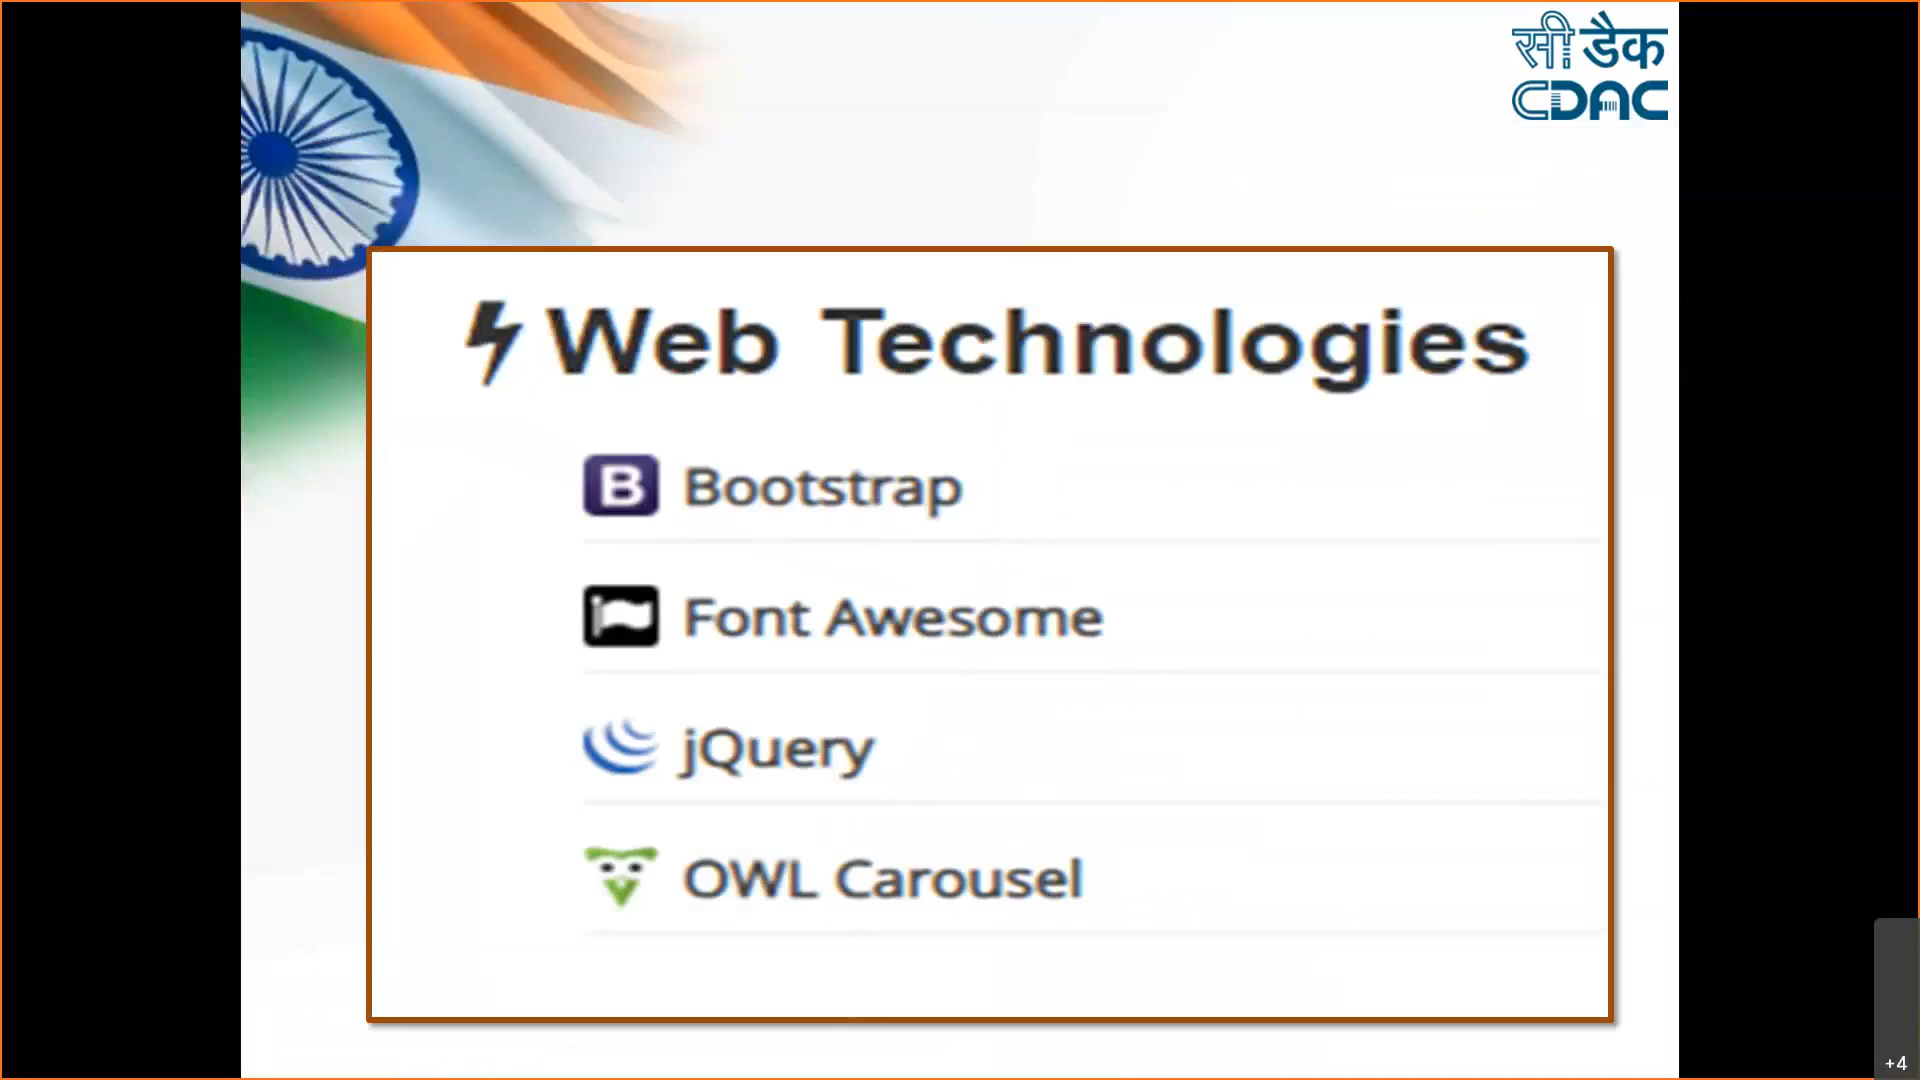 सी डैक
CDAC
Web Technologies
B Bootstrap
Font Awesome
jQuery
OWL Carousel
+4